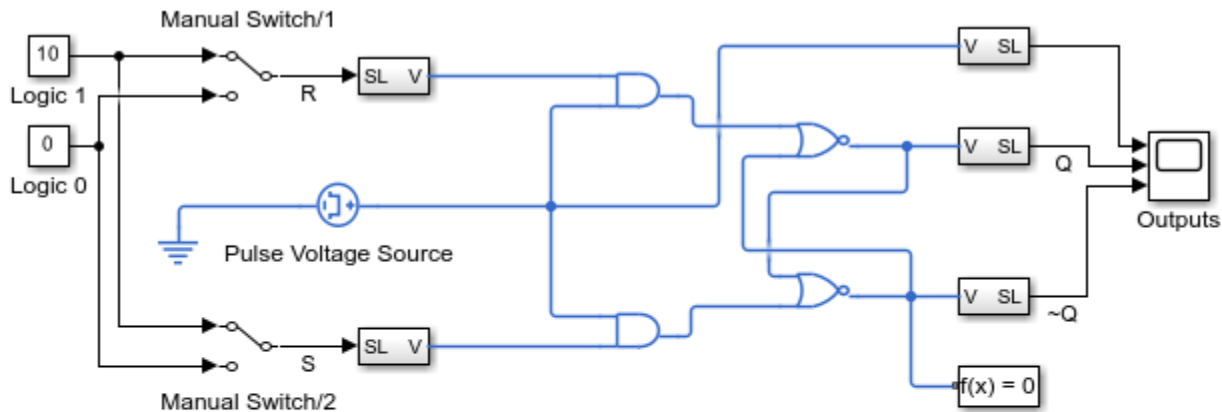 Manual Switch/1
10
Logic 1
R
SL V
V SL
0
Logic 0
V SL
Q
Outputs
Pulse Voltage Source
V SL
~Q
S
SL V
f(x) = 0
Manual Switch/2